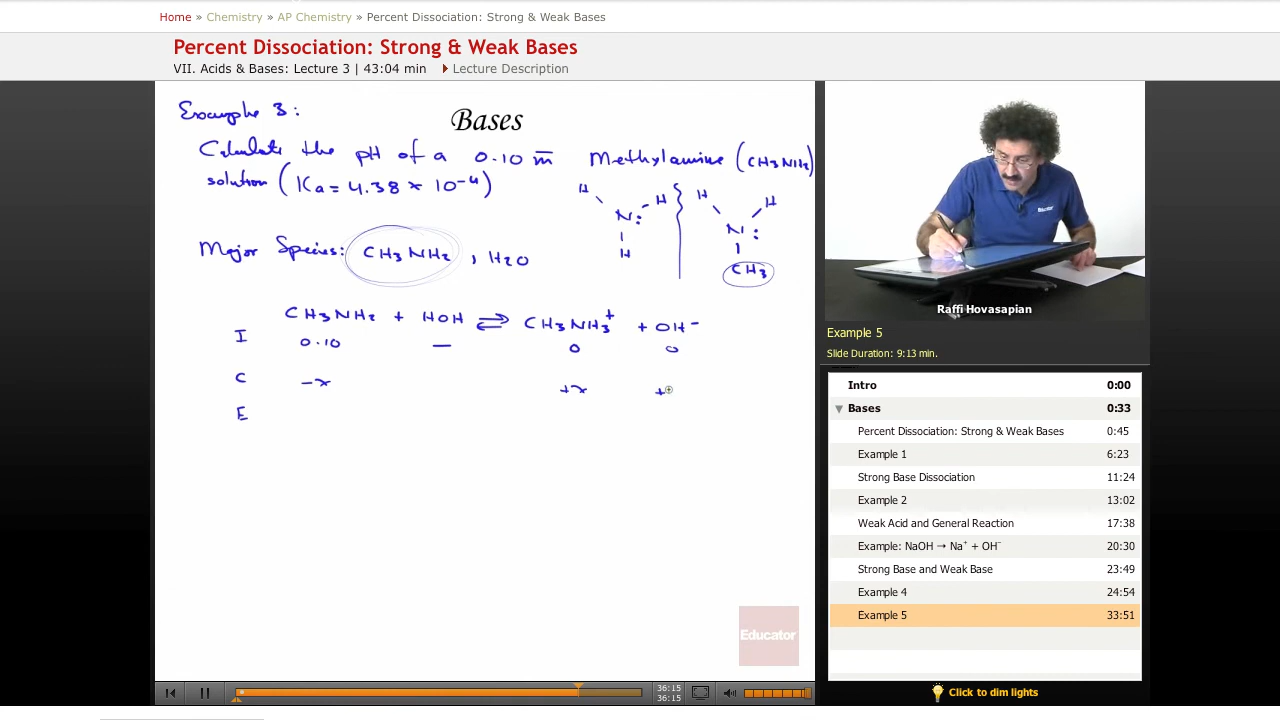 Home » Chemistry » AP Chemistry » Percent Dissociation: Strong & Weak Bases
Percent Dissociation: Strong & Weak Bases
VII. Acids & Bases: Lecture 3 | 43:04 min
Lecture Description
Example 3:
Bases
Calculate the pH of a 0.10 m Methylamine (CH3NH2)
solution (Ka = 4.38 × 10-4)
H H
N:
H
H H
N:
CH3
Major Species: CH3NH2, H2O
CH3NH2 + HOH ⇌ CH3NH3+ + OH-
I 0.10 — 0 0
C -x +x +
E
Educator
Educator
Raffi Hovasapian
Example 5
Slide Duration: 9:13 min.
Intro 0:00
Bases 0:33
Percent Dissociation: Strong & Weak Bases 0:45
Example 1 6:23
Strong Base Dissociation 11:24
Example 2 13:02
Weak Acid and General Reaction 17:38
Example: NaOH → Na+ + OH- 20:30
Strong Base and Weak Base 23:49
Example 4 24:54
Example 5 33:51
36:15
36:15
Click to dim lights